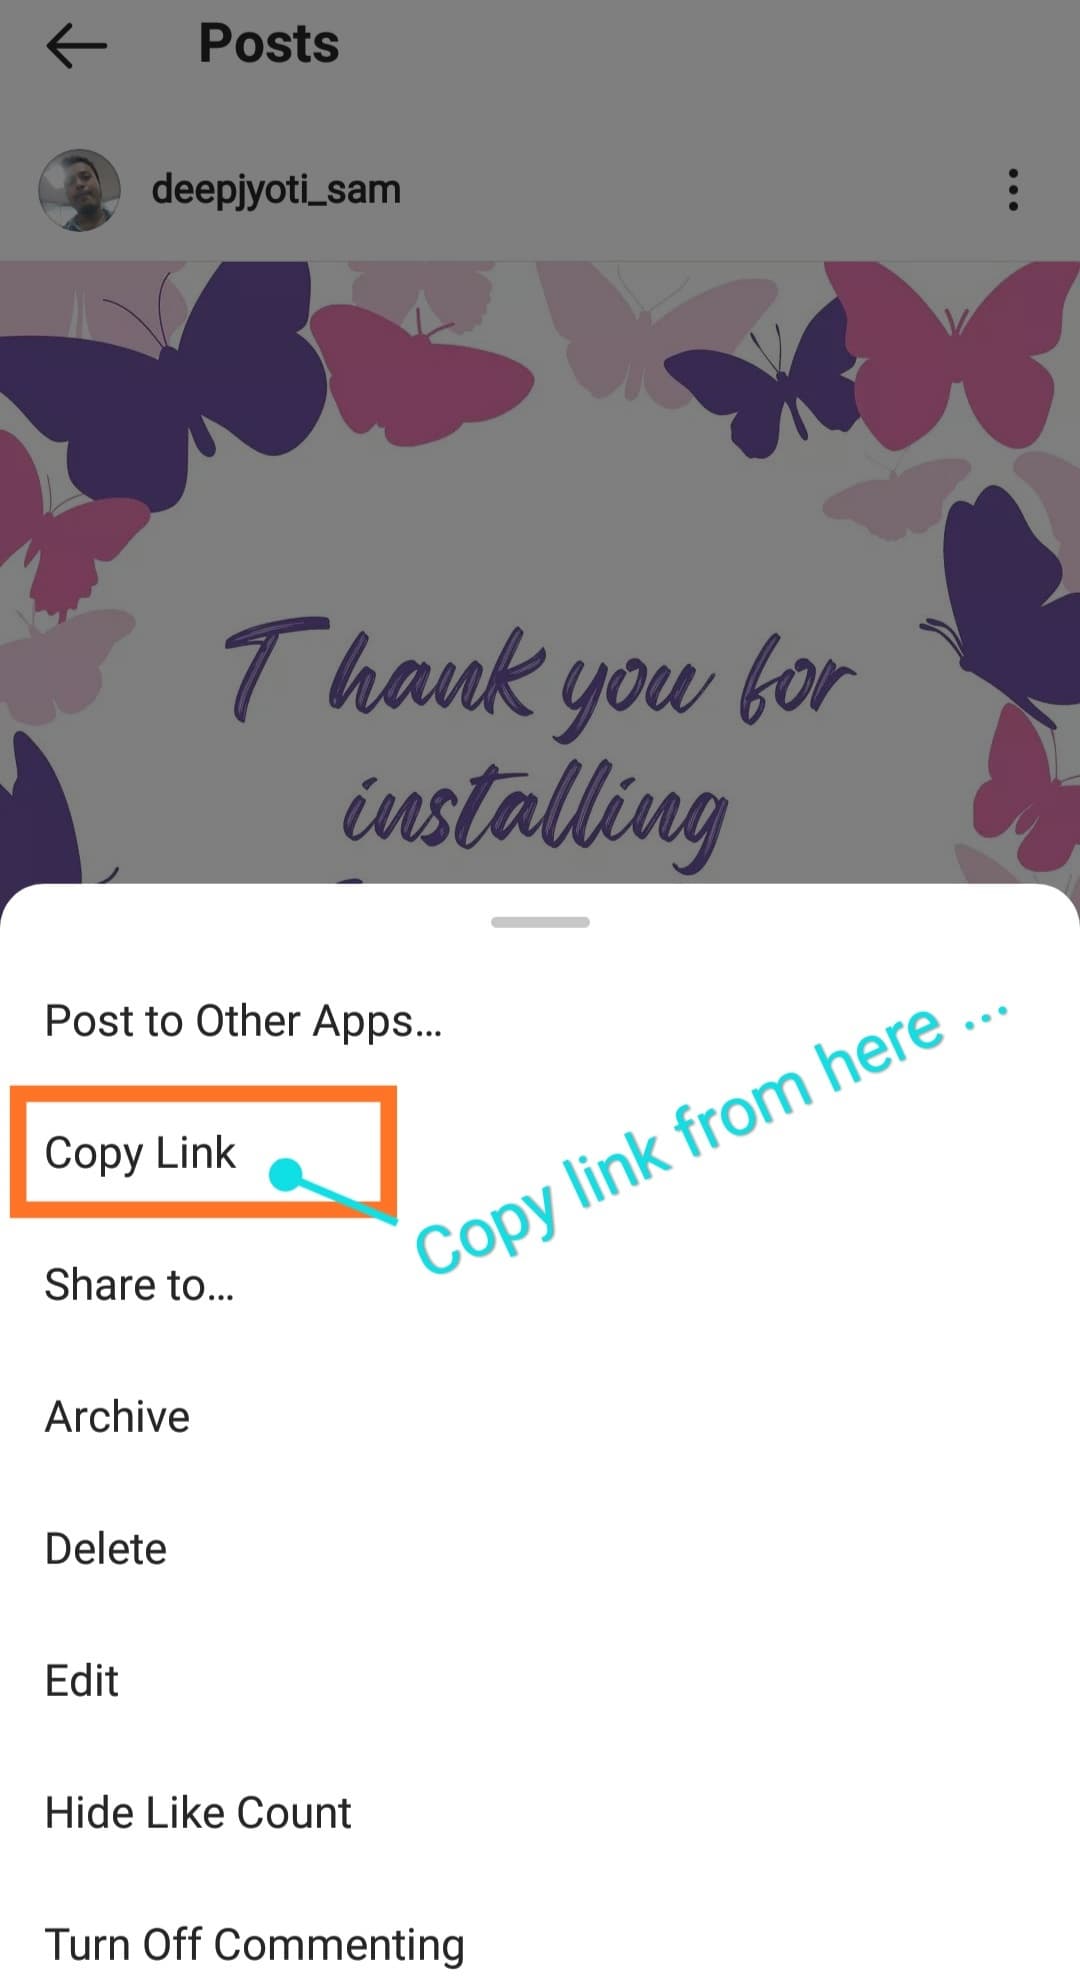 Posts
deepjyoti_sam
Thank you for
installing
Post to Other Apps...
Copy Link
Copy link from here ...
Share to...
Archive
Delete
Edit
Hide Like Count
Turn Off Commenting